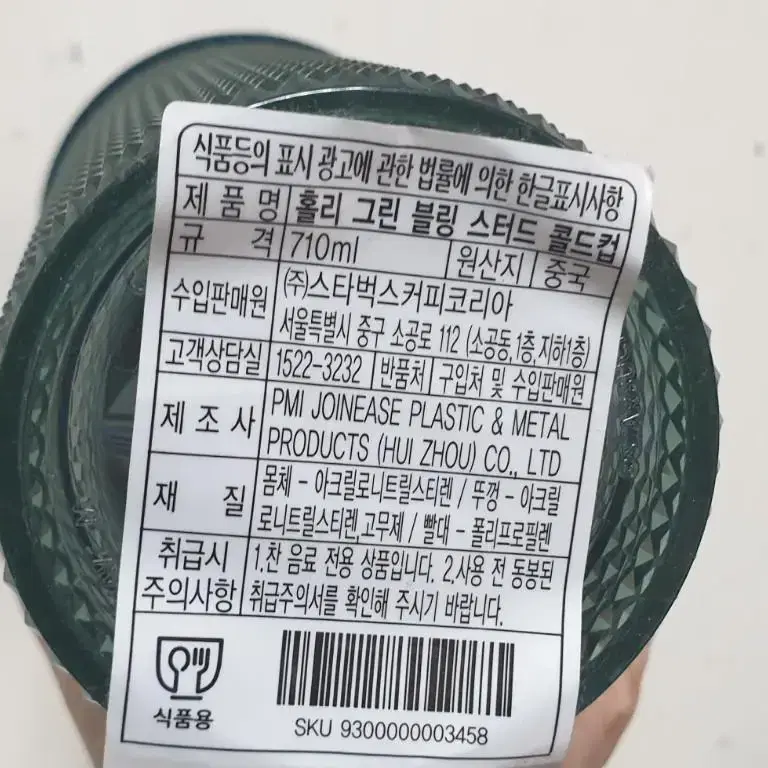 식품등의 표시 광고에 관한 법률에 의한 한글표시사항
제 품 명 홀리 그린 블링 스터드 콜드컵
규 격 710ml 원산지 중국
수입판매원 (주)스타벅스커피코리아
서울특별시 중구 소공로 112 (소공동,1층,지하1층)
고객상담실 1522-3232 반품처 구입처 및 수입판매원
제 조 사 PMI JOINEASE PLASTIC & METAL
PRODUCTS (HUI ZHOU) CO., LTD
재 질 몸체 - 아크릴로니트릴스티렌 / 뚜껑 - 아크릴
로니트릴스티렌,고무제 / 빨대 - 폴리프로필렌
취급시 주의사항 1.찬 음료 전용 상품입니다. 2.사용 전 동봉된
취급주의서를 확인해 주시기 바랍니다.
식품용
SKU 9300000003458